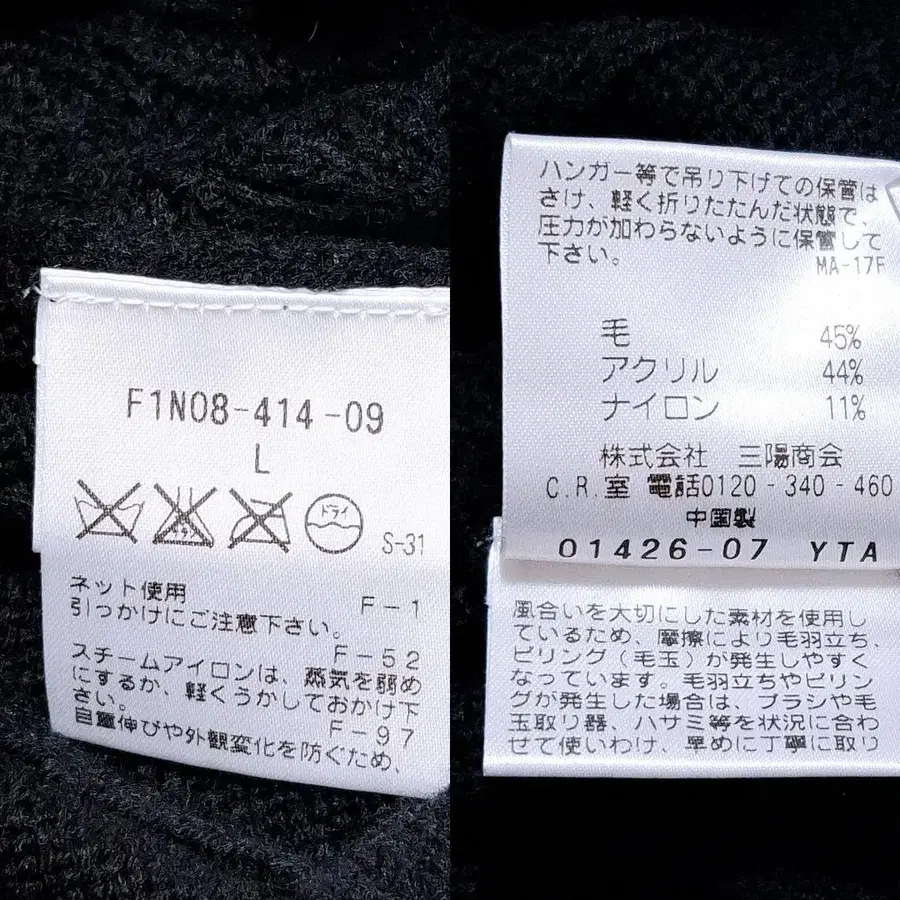 F1N08-414-09
L
エンソ
ドライ
S-31
ネット使用
F-1
引っかけにご注意下さい。
F-52
スチームアイロンは、蒸気を弱め
にするか、軽くうかしておかけ下
さい。
F-97
自重伸びや外観変化を防ぐため、
ハンガー等で吊り下げての保管は
さけ、軽く折りたたんだ状態で、
圧力が加わらないように保管して
下さい。
MA-17F
毛 45%
アクリル 44%
ナイロン 11%
株式会社 三陽商会
C.R.室 電話0120-340-460
中国製
01426-07 YTA
風合いを大切にした素材を使用し
ているため、摩擦により毛羽立ち、
ピリング(毛玉)が発生しやすく
なっています。毛羽立ちやピリン
グが発生した場合は、ブラシや毛
玉取り器、ハサミ等を状況に合わ
せて使いわけ、早めに丁寧に取り